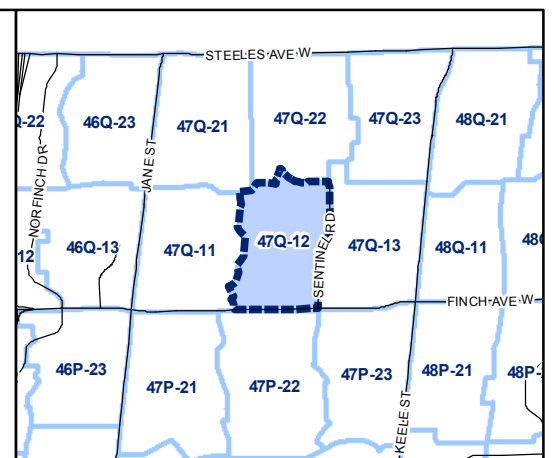 STEELES AVE W
Q-22
46Q-23
47Q-21
47Q-22
47Q-23
48Q-21
NORFINCH DR
JANE ST
12
46Q-13
47Q-11
47Q-12
SENTINEL RD
47Q-13
48Q-11
48Q
FINCH AVE W
46P-23
47P-21
47P-22
47P-23
48P-21
48P-
KEELE ST